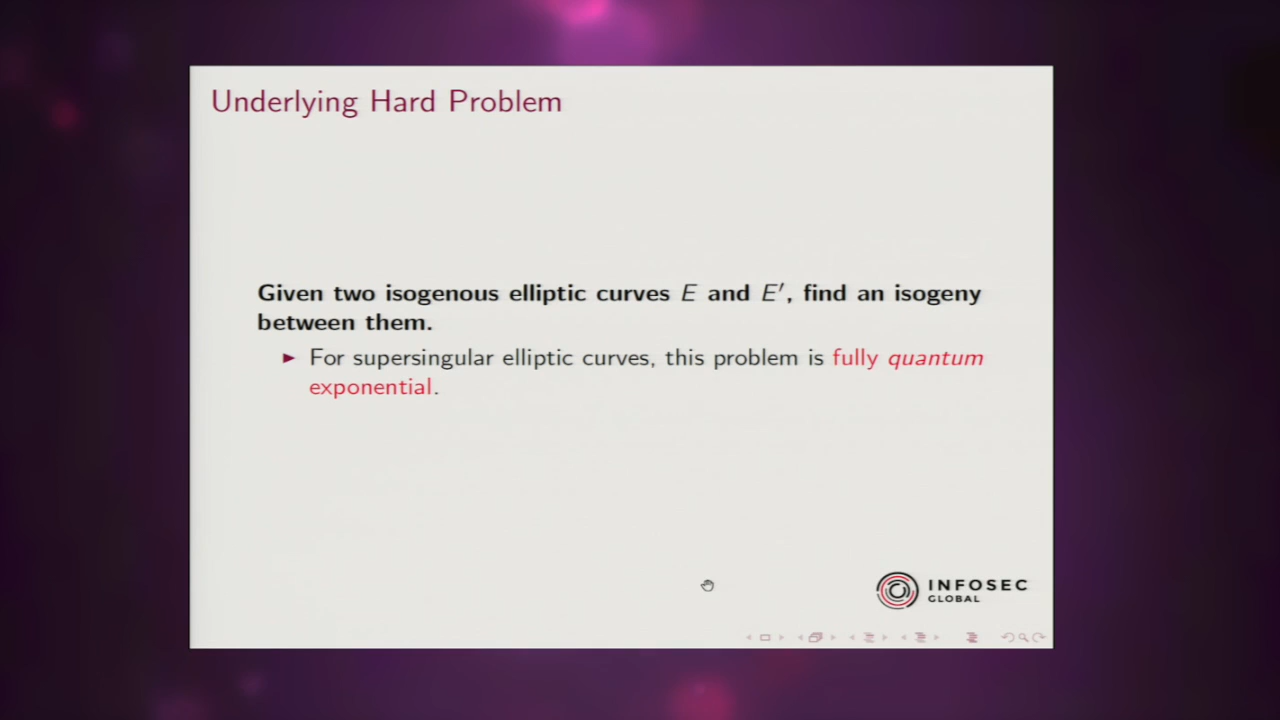 Underlying Hard Problem
Given two isogenous elliptic curves E and E′, find an isogeny
between them.
► For supersingular elliptic curves, this problem is fully quantum
exponential.
INFOSEC
GLOBAL